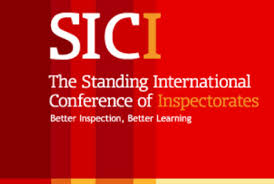 SICI
The Standing International
Conference of Inspectorates
Better Inspection, Better Learning